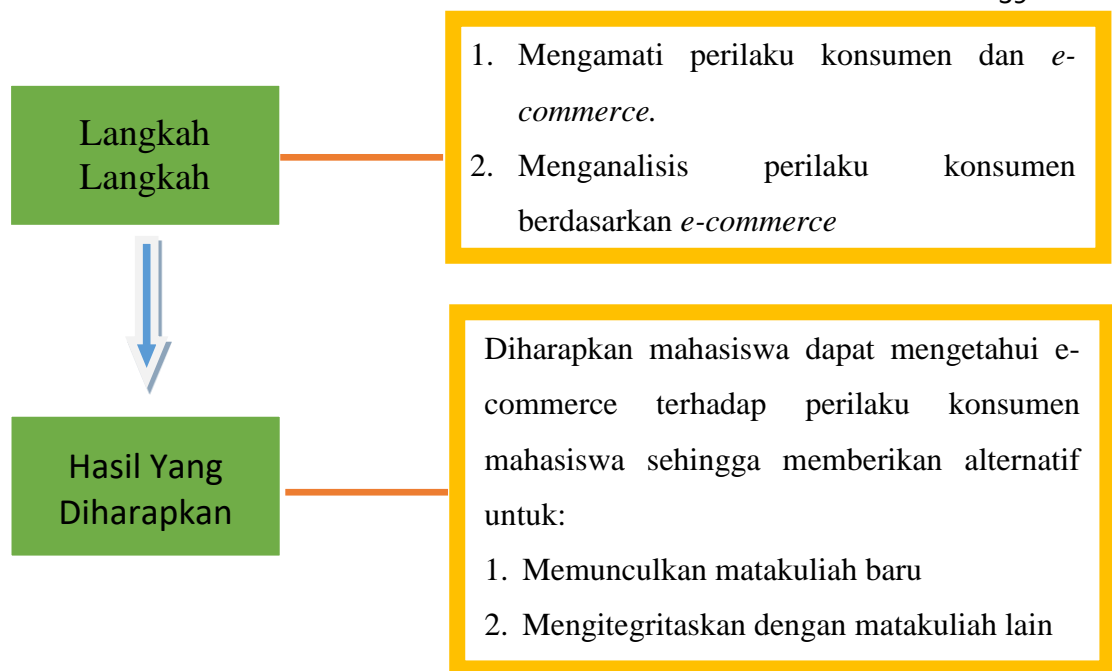 1. Mengamati perilaku konsumen dan e-
commerce.
2. Menganalisis perilaku konsumen
berdasarkan e-commerce
Langkah
Langkah
Diharapkan mahasiswa dapat mengetahui e-
commerce terhadap perilaku konsumen
mahasiswa sehingga memberikan alternatif
untuk:
1. Memunculkan matakuliah baru
2. Mengitegritaskan dengan matakuliah lain
Hasil Yang
Diharapkan